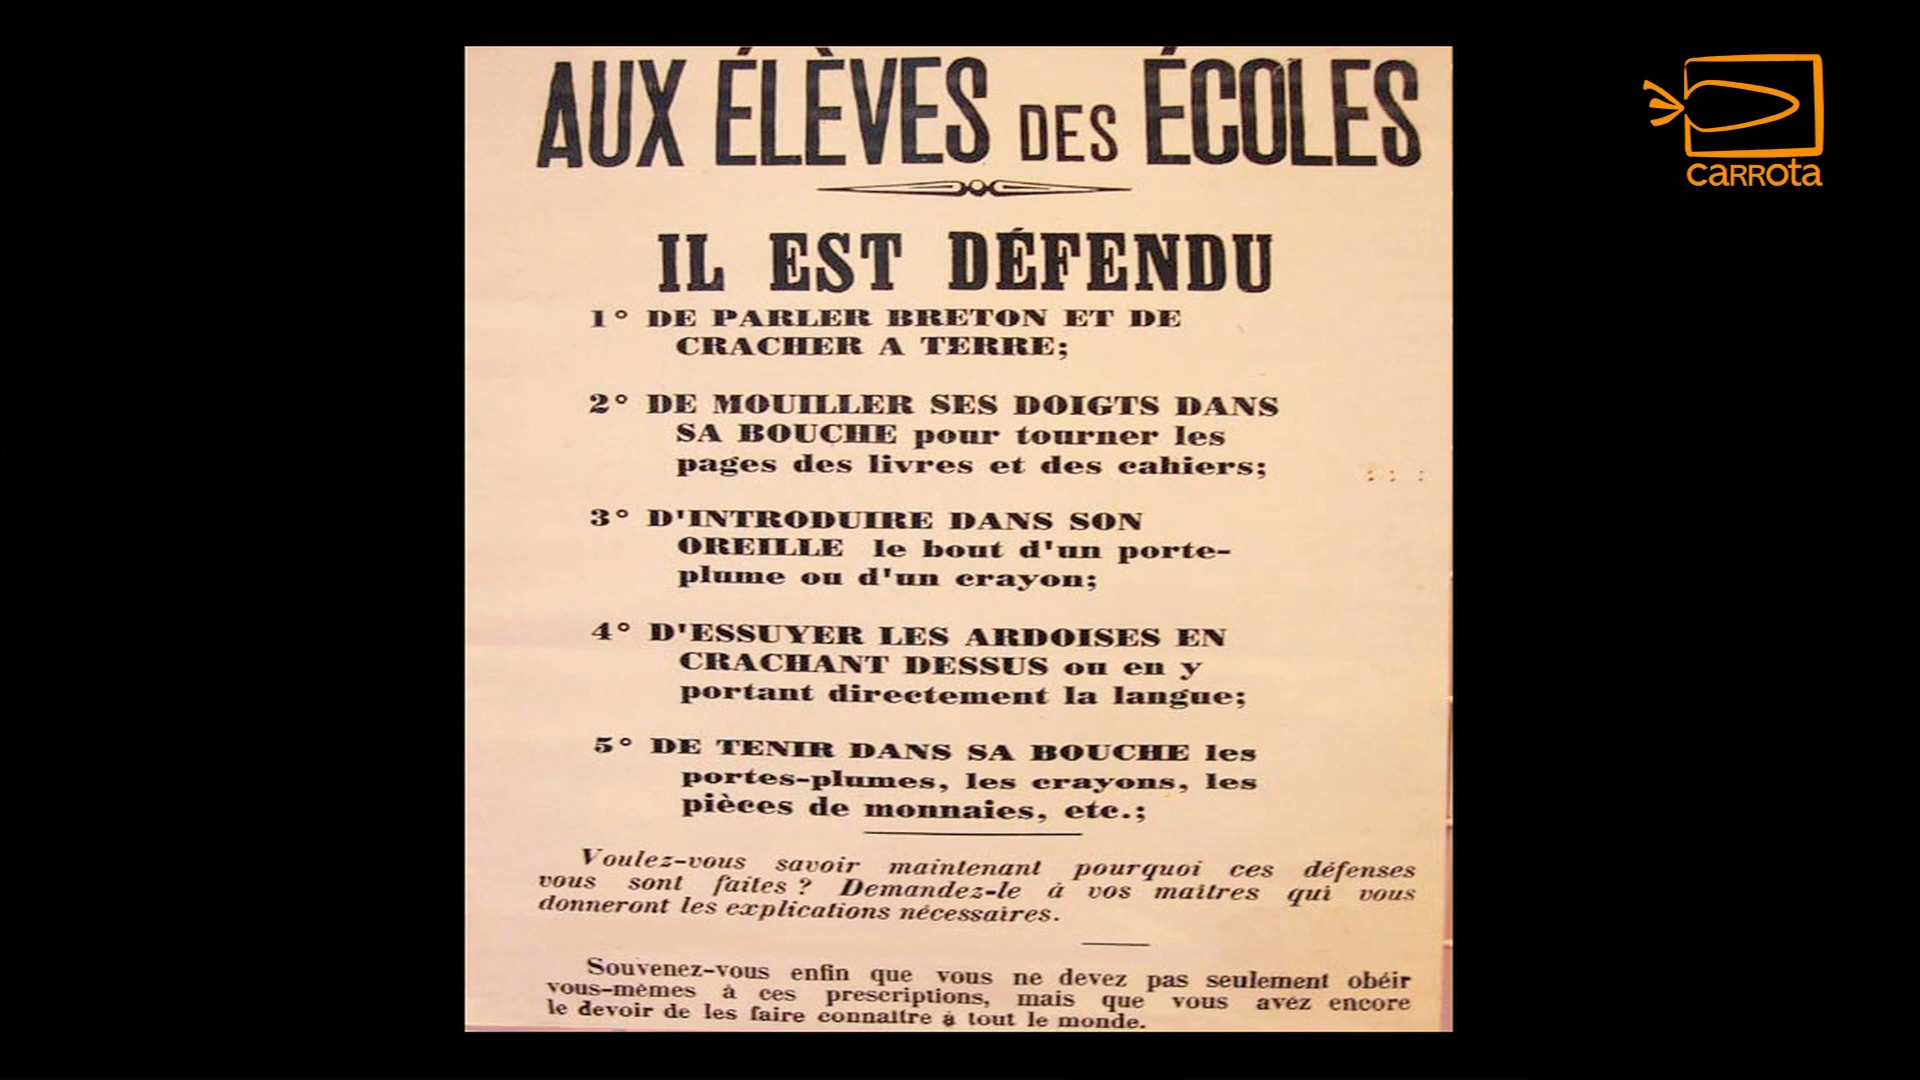 AUX ÉLÈVES DES ÉCOLES
IL EST DÉFENDU
1° DE PARLER BRETON ET DE
CRACHER A TERRE;
2° DE MOUILLER SES DOIGTS DANS
SA BOUCHE pour tourner les
pages des livres et des cahiers;
3° D'INTRODUIRE DANS SON
OREILLE le bout d'un porte-
plume ou d'un crayon;
4° D'ESSUYER LES ARDOISES EN
CRACHANT DESSUS ou en y
portant directement la langue;
5° DE TENIR DANS SA BOUCHE les
portes-plumes, les crayons, les
pièces de monnaies, etc.;
Voulez-vous savoir maintenant pourquoi ces défenses
vous sont faites ? Demandez-le à vos maîtres qui vous
donneront les explications nécessaires.
Souvenez-vous enfin que vous ne devez pas seulement obéir
vous-mêmes à ces prescriptions, mais que vous avez encore
le devoir de les faire connaître à tout le monde.
CARROTA